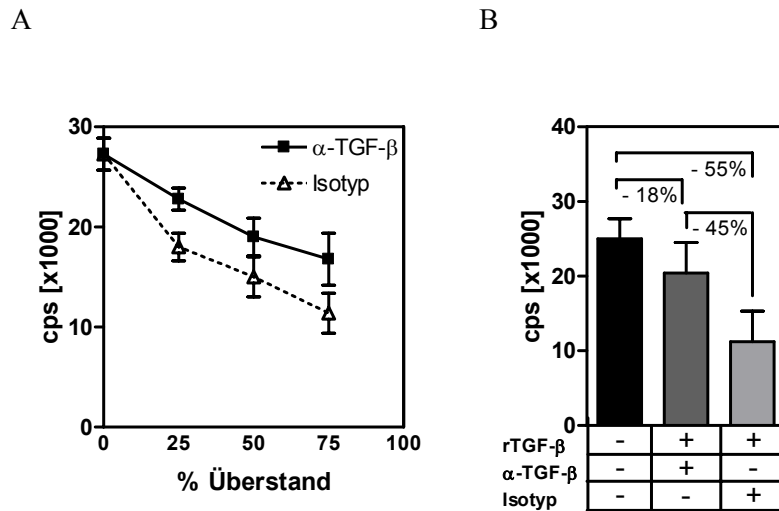 A
B
30
20
10
0
cps [x1000]
α-TGF-β
Isotyp
0 25 50 75 100
% Überstand
40
30
20
10
0
cps [x1000]
- 55%
- 18%
- 45%
rTGF-β - + +
α-TGF-β - + -
Isotyp - - +